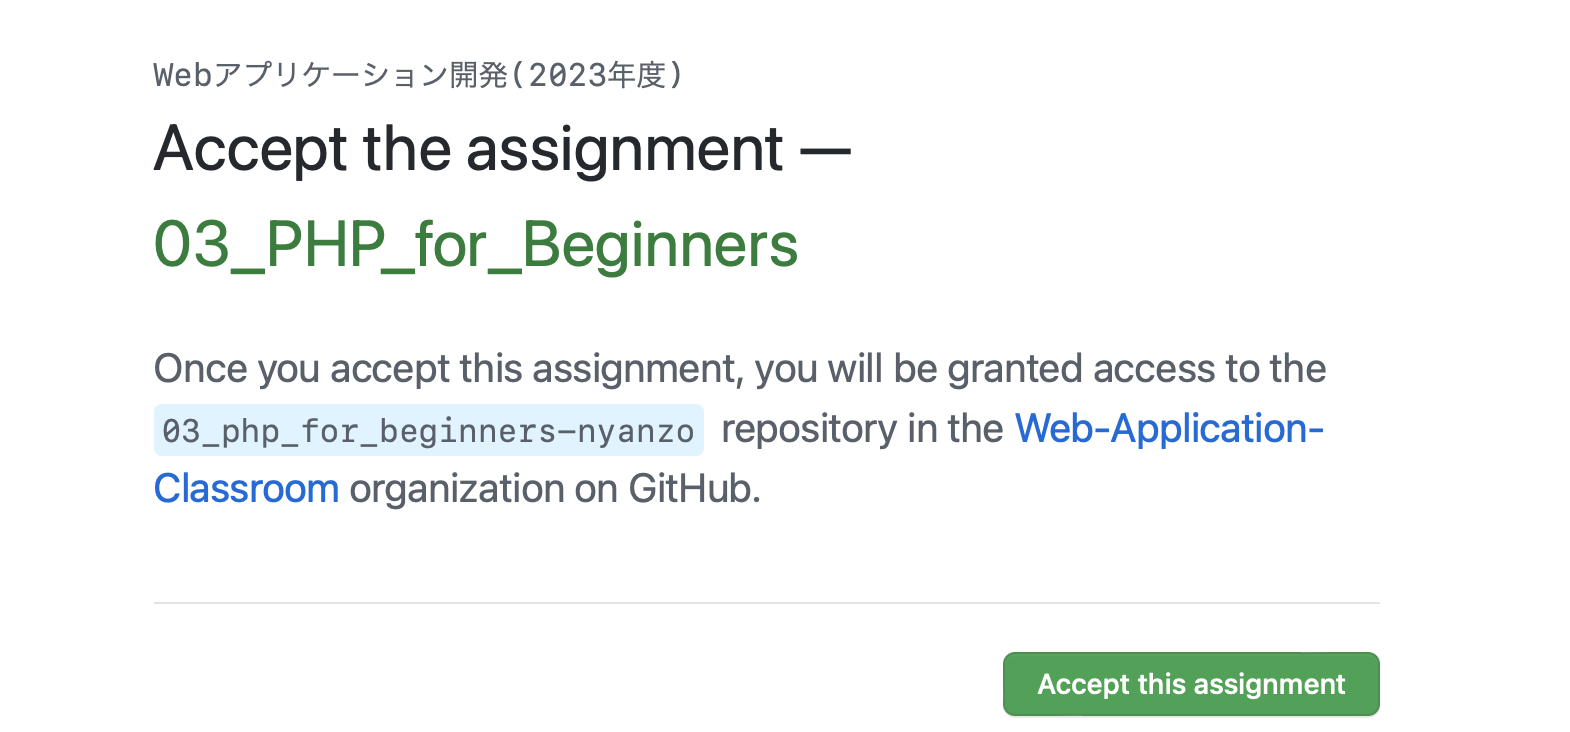 Webアプリケーション開発(2023年度)
Accept the assignment —
03_PHP_for_Beginners
Once you accept this assignment, you will be granted access to the
03_php_for_beginners-nyanzo repository in the Web-Application-
Classroom organization on GitHub.
Accept this assignment